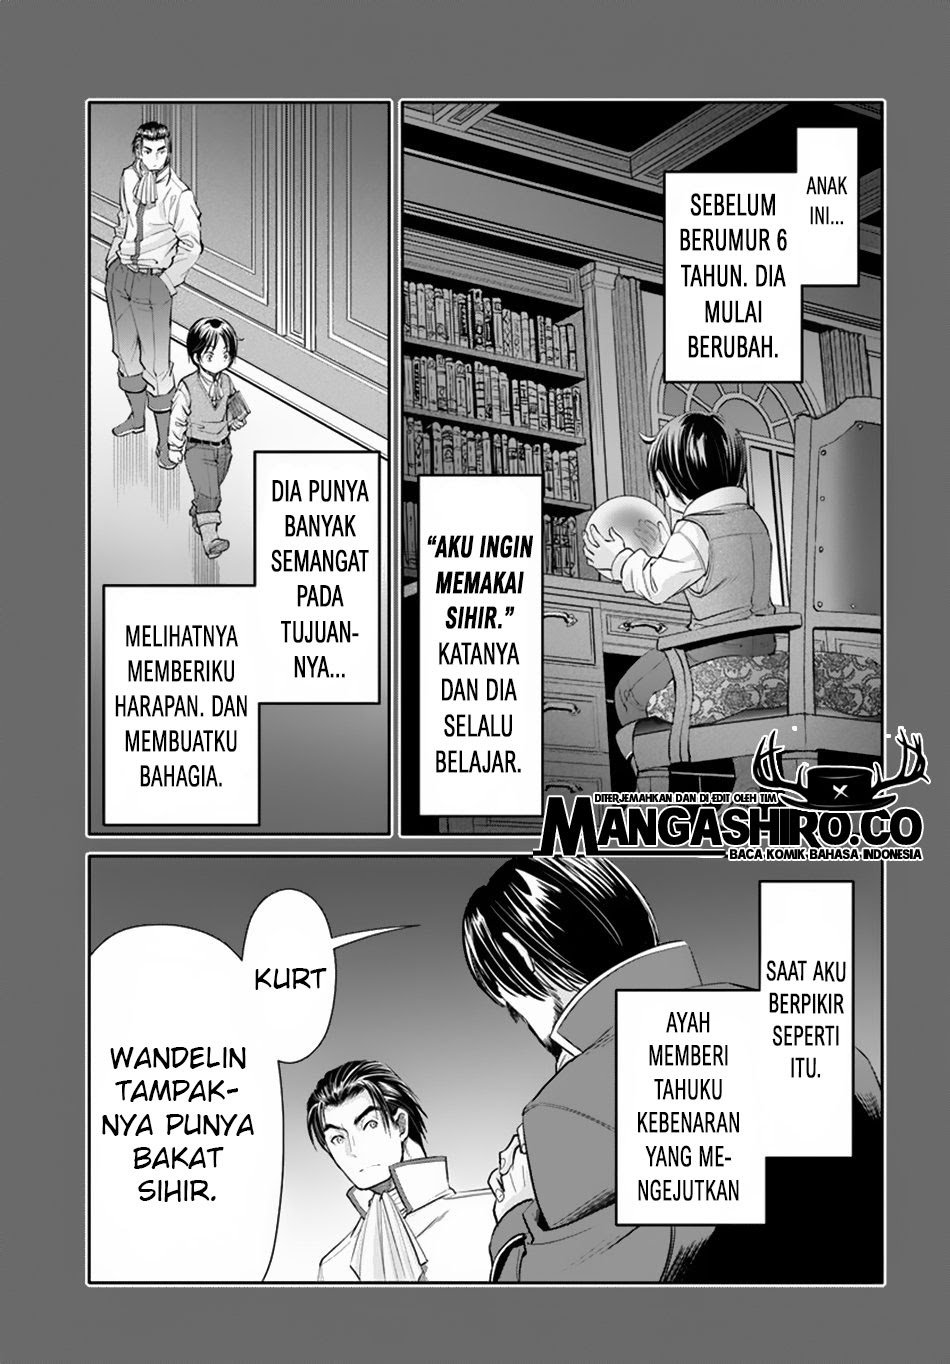 ANAK
INI...
SEBELUM
BERUMUR 6
TAHUN. DIA
MULAI
BERUBAH.
“AKU INGIN
MEMAKAI
SIHIR.”
KATANYA
DAN DIA
SELALU
BELAJAR.
DIA PUNYA
BANYAK
SEMANGAT
PADA
TUJUAN-
NYA...
MELIHATNYA
MEMBERIKU
HARAPAN. DAN
MEMBUATKU
BAHAGIA.
DITERJEMAHKAN DAN DI EDIT OLEH TIM
MANGASHIRO.CO
BACA KOMIK BAHASA INDONESIA
SAAT AKU
BERPIKIR
SEPERTI
ITU.
AYAH
MEMBERI
TAHUKU
KEBENARAN
YANG ME-
NGEJUTKAN
KURT
WANDELIN
TAMPAK-
NYA PUNYA
BAKAT
SIHIR.